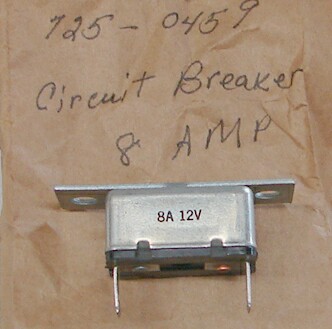 725-0459
Circuit Breaker
8 AMP
8A 12V